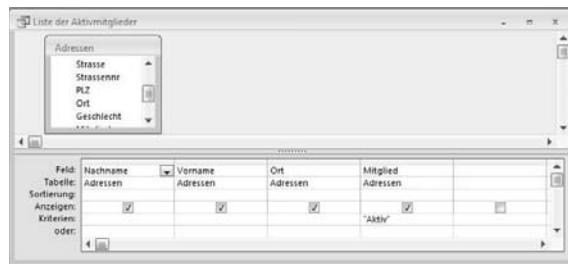 Liste der Aktivmitglieder
Adressen
Strasse
Strassennr
PLZ
Ort
Geschlecht
Feld: Nachname Vorname Ort Mitglied
Tabelle: Adressen Adressen Adressen Adressen
Sortierung:
Anzeigen:
Kriterien: "Aktiv"
oder: